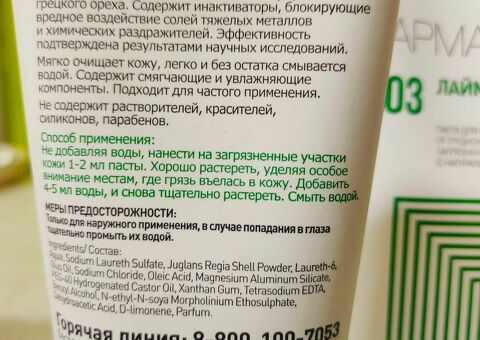 грецкого ореха. Содержит инактиваторы, блокирующие
вредное воздействие солей тяжелых металлов
и химических раздражителей. Эффективность
подтверждена результатами научных исследований.
Мягко очищает кожу, легко и без остатка смывается
водой. Содержит смягчающие и увлажняющие
компоненты. Подходит для частого применения.
Не содержит растворителей, красителей,
силиконов, парабенов.
Способ применения:
Не добавляя воды, нанести на загрязненные участки
кожи 1-2 мл пасты. Хорошо растереть, уделяя особое
внимание местам, где грязь въелась в кожу. Добавить
4-5 мл воды, и снова тщательно растереть. Смыть водой.
МЕРЫ ПРЕДОСТОРОЖНОСТИ:
Только для наружного применения, в случае попадания в глаза
тщательно промыть их водой.
Ingredients/ Состав:
Aqua, Sodium Laureth Sulfate, Juglans Regia Shell Powder, Laureth-6,
Oil, Sodium Chloride, Oleic Acid, Magnesium Aluminum Silicate,
PEG-40 Hydrogenated Castor Oil, Xanthan Gum, Tetrasodium EDTA,
Benzyl Alcohol, N-ethyl-N-soya Morpholinium Ethosulphate,
Dehydroacetic Acid, D-limonene, Parfum.
Горячая линия: 8-800-100-7053
АРМА
03 ЛАЙМ
ПАСТА ДЛЯ
ОТ ТРУДНО
ЗАГРЯЗНЕН
С НАТУРАЛЬ